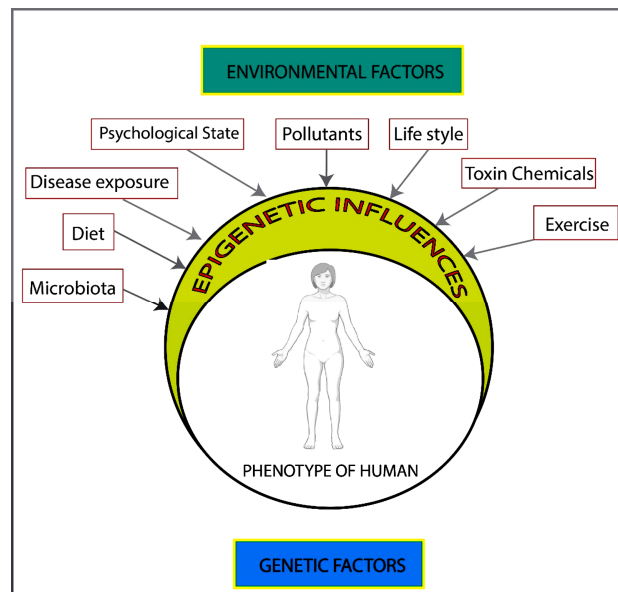 ENVIRONMENTAL FACTORS
Psychological State
Pollutants
Life style
Toxin Chemicals
Disease exposure
Exercise
Diet
Microbiota
EPIGENETIC INFLUENCES
PHENOTYPE OF HUMAN
GENETIC FACTORS